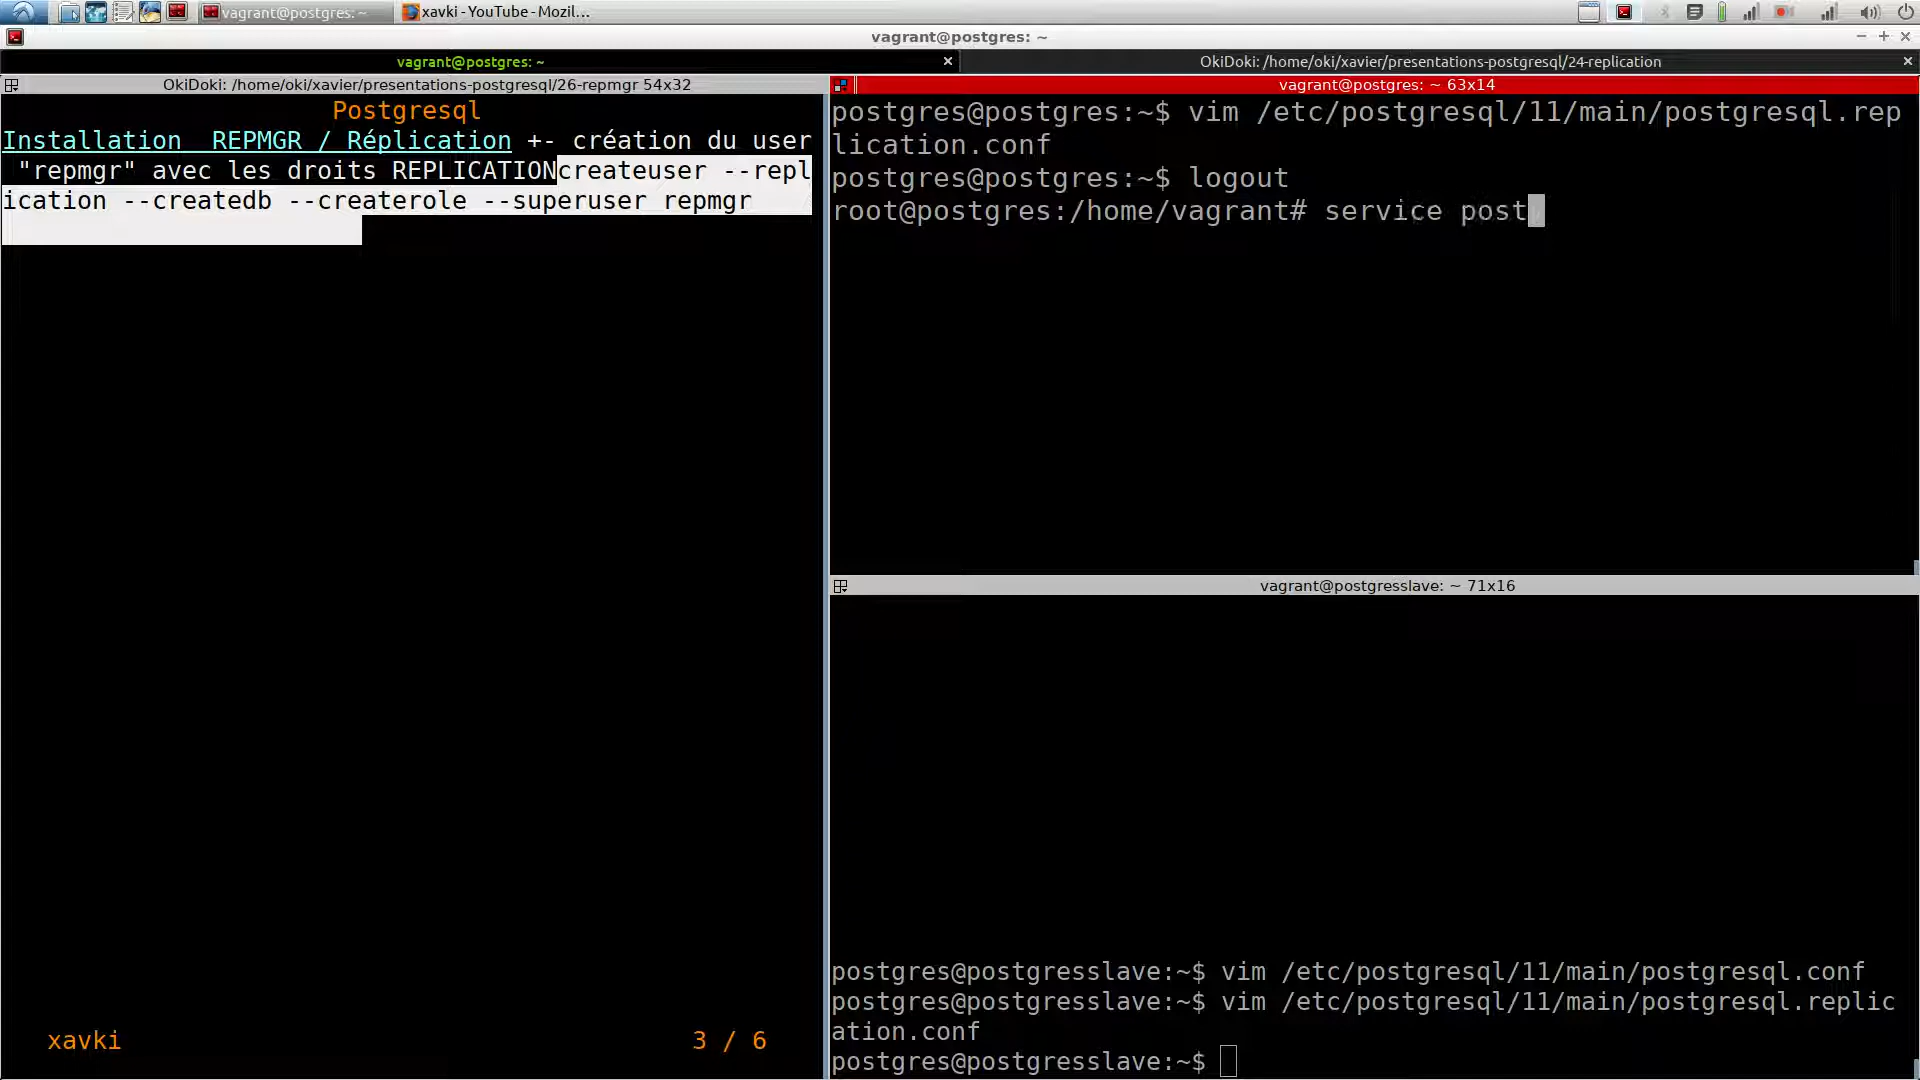 vagrant@postgres: ~
xavki - YouTube - Mozil...
vagrant@postgres: ~
vagrant@postgres: ~
OkiDoki: /home/oki/xavier/presentations-postgresql/24-replication
OkiDoki: /home/oki/xavier/presentations-postgresql/26-repmgr 54x32
Postgresql
Installation  REPMGR / Réplication +- création du user
"repmgr" avec les droits REPLICATIONcreateuser --repl
ication --createdb --createrole --superuser repmgr
xavki
3 / 6
vagrant@postgres: ~ 63x14
postgres@postgres:~$ vim /etc/postgresql/11/main/postgresql.rep
lication.conf
postgres@postgres:~$ logout
root@postgres:/home/vagrant# service post
vagrant@postgresslave: ~ 71x16
postgres@postgresslave:~$ vim /etc/postgresql/11/main/postgresql.conf
postgres@postgresslave:~$ vim /etc/postgresql/11/main/postgresql.replic
ation.conf
postgres@postgresslave:~$